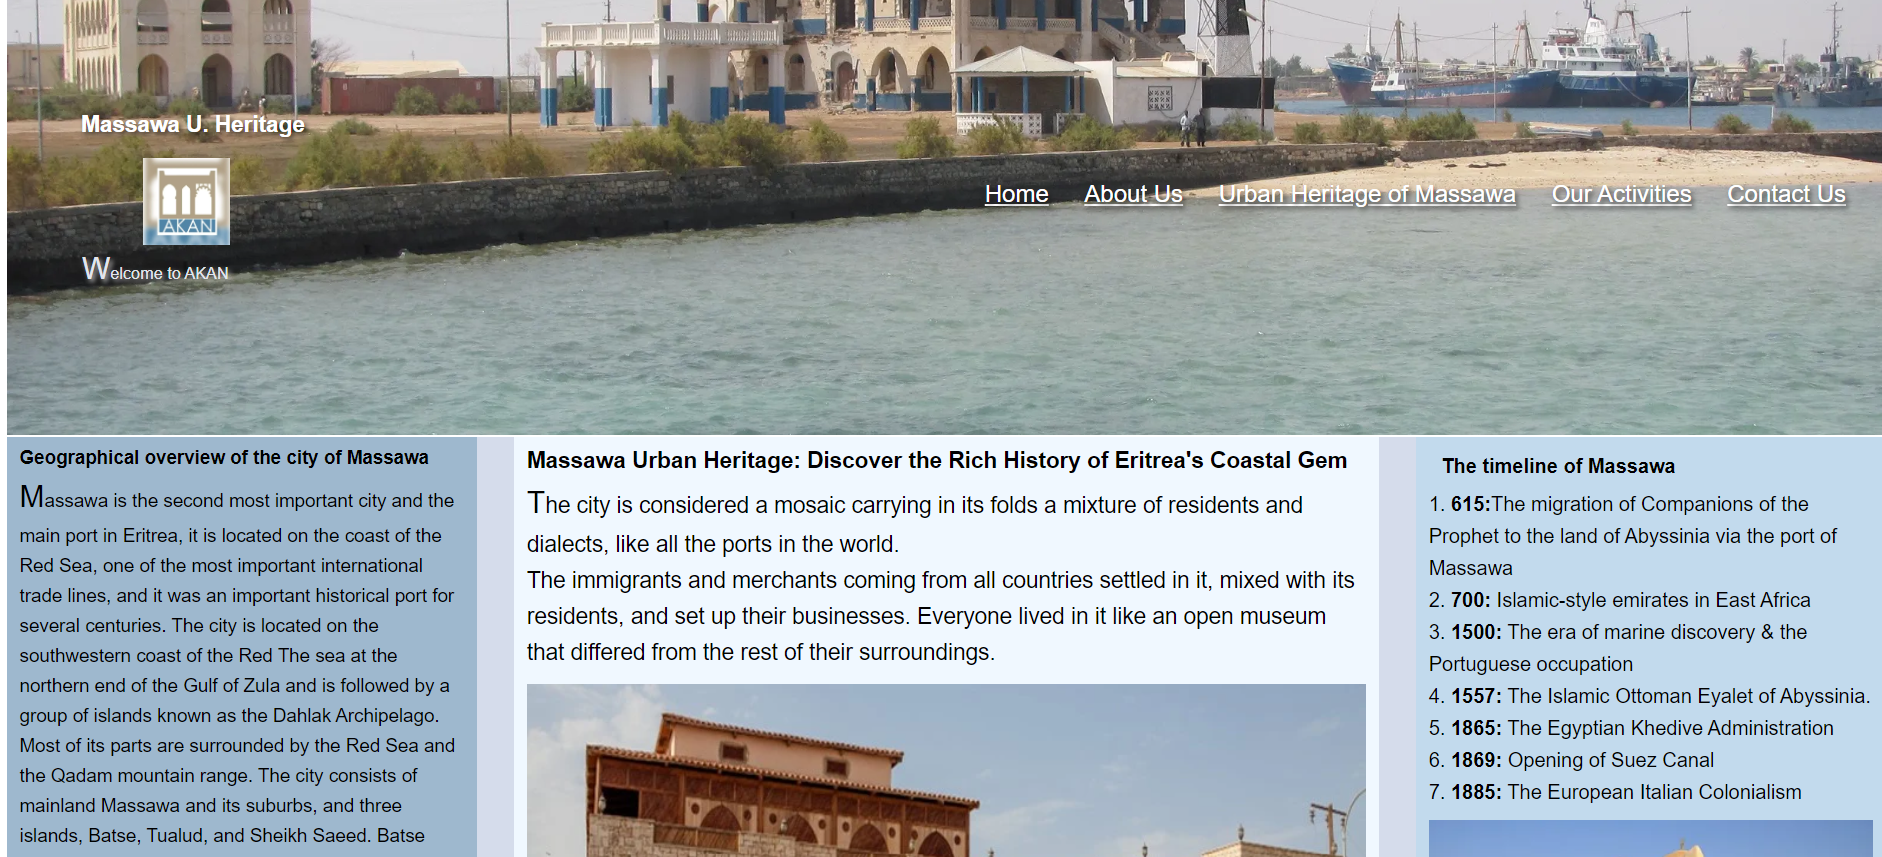 Massawa U. Heritage
AKAN
Welcome to AKAN
Home About Us Urban Heritage of Massawa Our Activities Contact Us
Geographical overview of the city of Massawa
Massawa is the second most important city and the
main port in Eritrea, it is located on the coast of the
Red Sea, one of the most important international
trade lines, and it was an important historical port for
several centuries. The city is located on the
southwestern coast of the Red The sea at the
northern end of the Gulf of Zula and is followed by a
group of islands known as the Dahlak Archipelago.
Most of its parts are surrounded by the Red Sea and
the Qadam mountain range. The city consists of
mainland Massawa and its suburbs, and three
islands, Batse, Tualud, and Sheikh Saeed. Batse
Massawa Urban Heritage: Discover the Rich History of Eritrea's Coastal Gem
The city is considered a mosaic carrying in its folds a mixture of residents and
dialects, like all the ports in the world.
The immigrants and merchants coming from all countries settled in it, mixed with its
residents, and set up their businesses. Everyone lived in it like an open museum
that differed from the rest of their surroundings.
The timeline of Massawa
1. 615:The migration of Companions of the
Prophet to the land of Abyssinia via the port of
Massawa
2. 700: Islamic-style emirates in East Africa
3. 1500: The era of marine discovery & the
Portuguese occupation
4. 1557: The Islamic Ottoman Eyalet of Abyssinia.
5. 1865: The Egyptian Khedive Administration
6. 1869: Opening of Suez Canal
7. 1885: The European Italian Colonialism